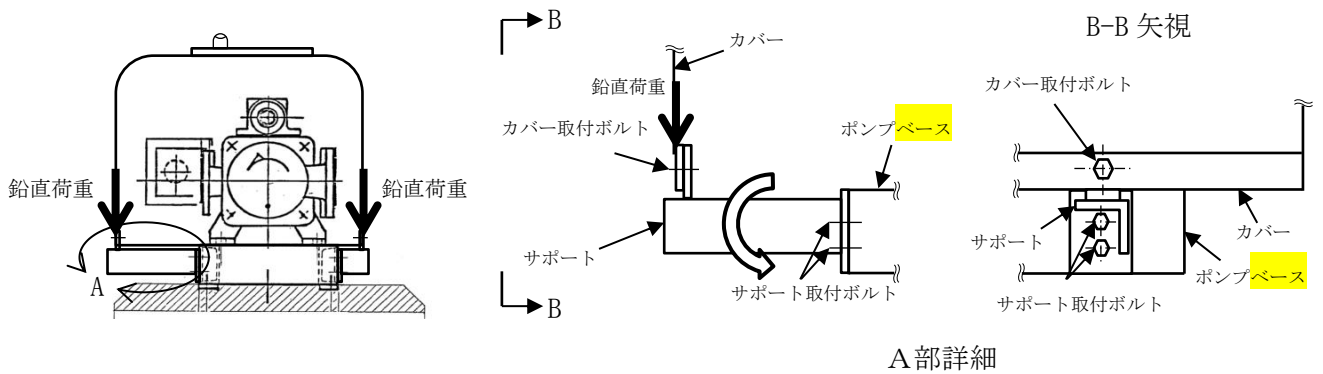 鉛直荷重
鉛直荷重
A
B
カバー
鉛直荷重
カバー取付ボルト
ポンプベース
サポート
サポート取付ボルト
B
A部詳細
B-B 矢視
カバー取付ボルト
サポート
カバー
ポンプベース
サポート取付ボルト